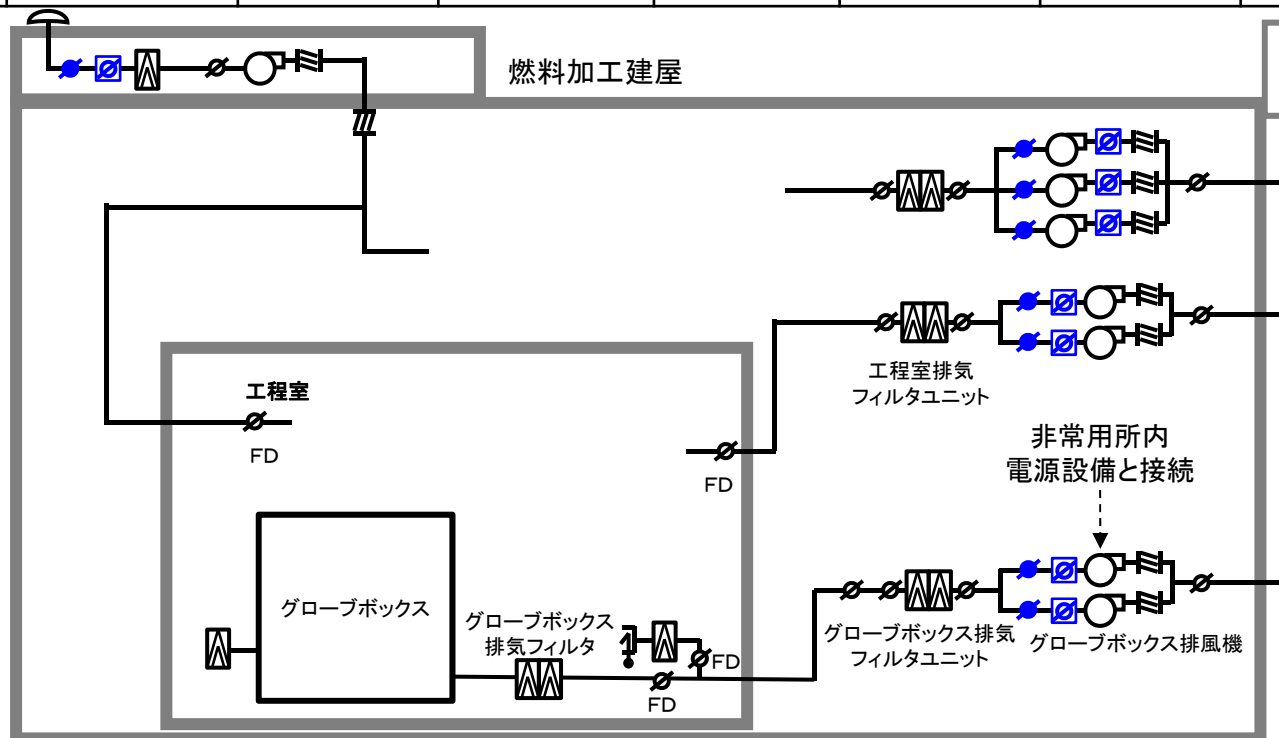 燃料加工建屋
工程室排気
フィルタユニット
工程室
FD
FD
非常用所内
電源設備と接続
グローブボックス
グローブボックス
排気フィルタ
FD
FD
グローブボックス排気
フィルタユニット
グローブボックス排風機